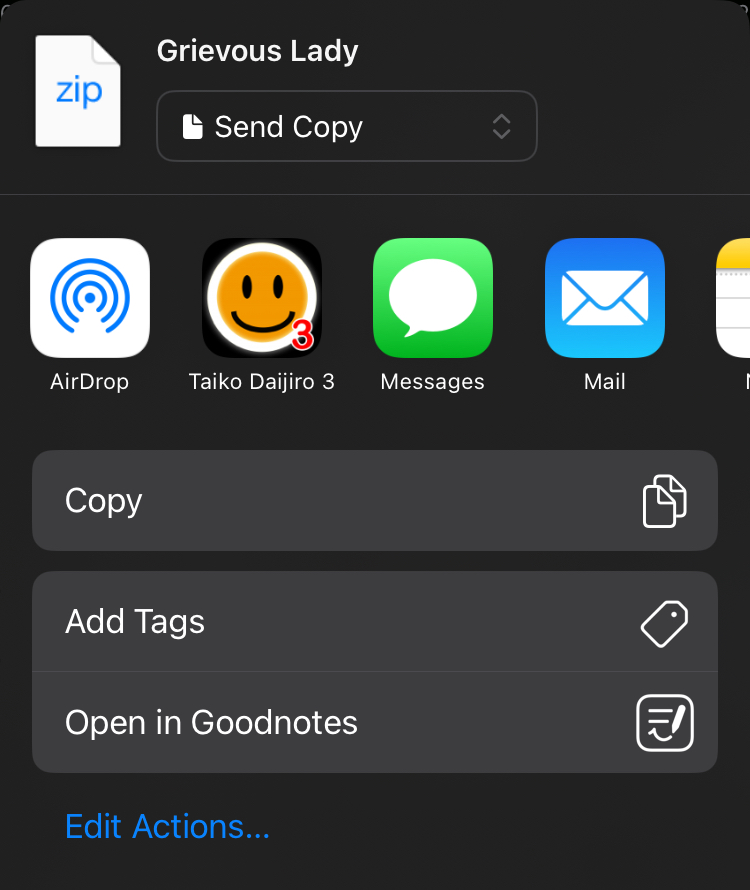 Grievous Lady
zip
Send Copy
3
AirDrop
Taiko Daijiro 3
Messages
Mail
Copy
Add Tags
Open in Goodnotes
Edit Actions...